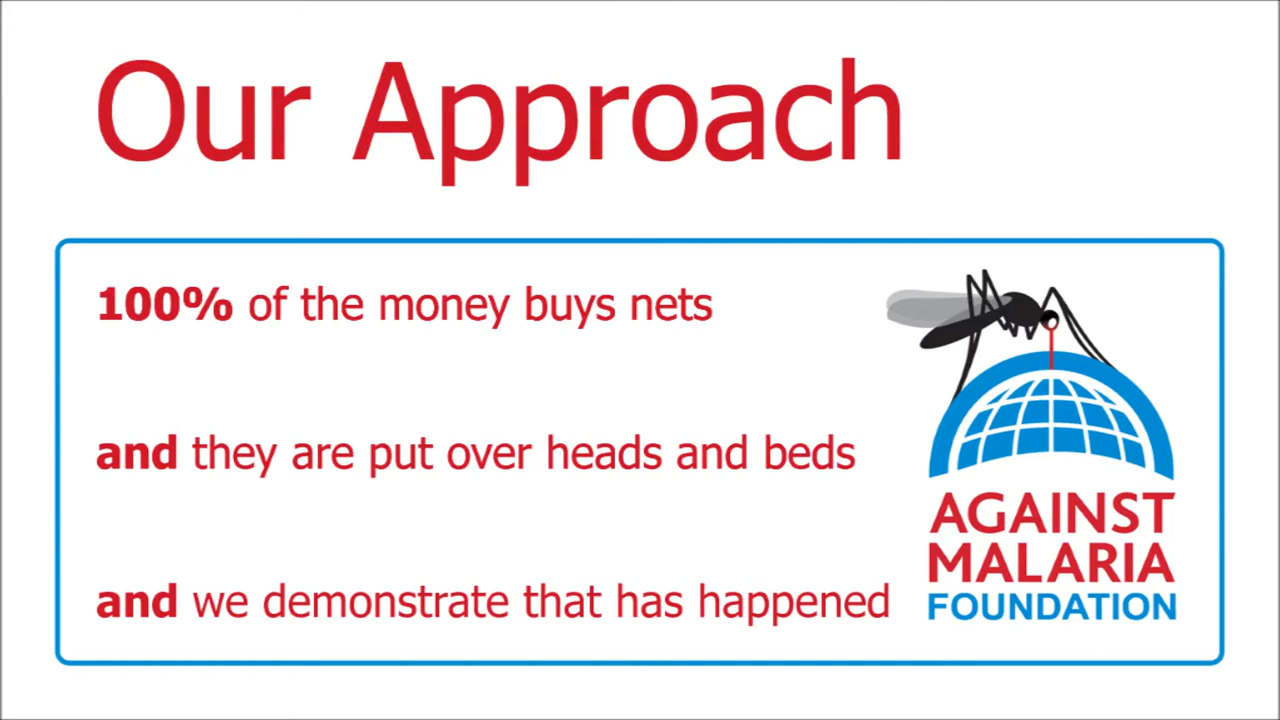 Our Approach
100% of the money buys nets
and they are put over heads and beds
and we demonstrate that has happened
AGAINST
MALARIA
FOUNDATION